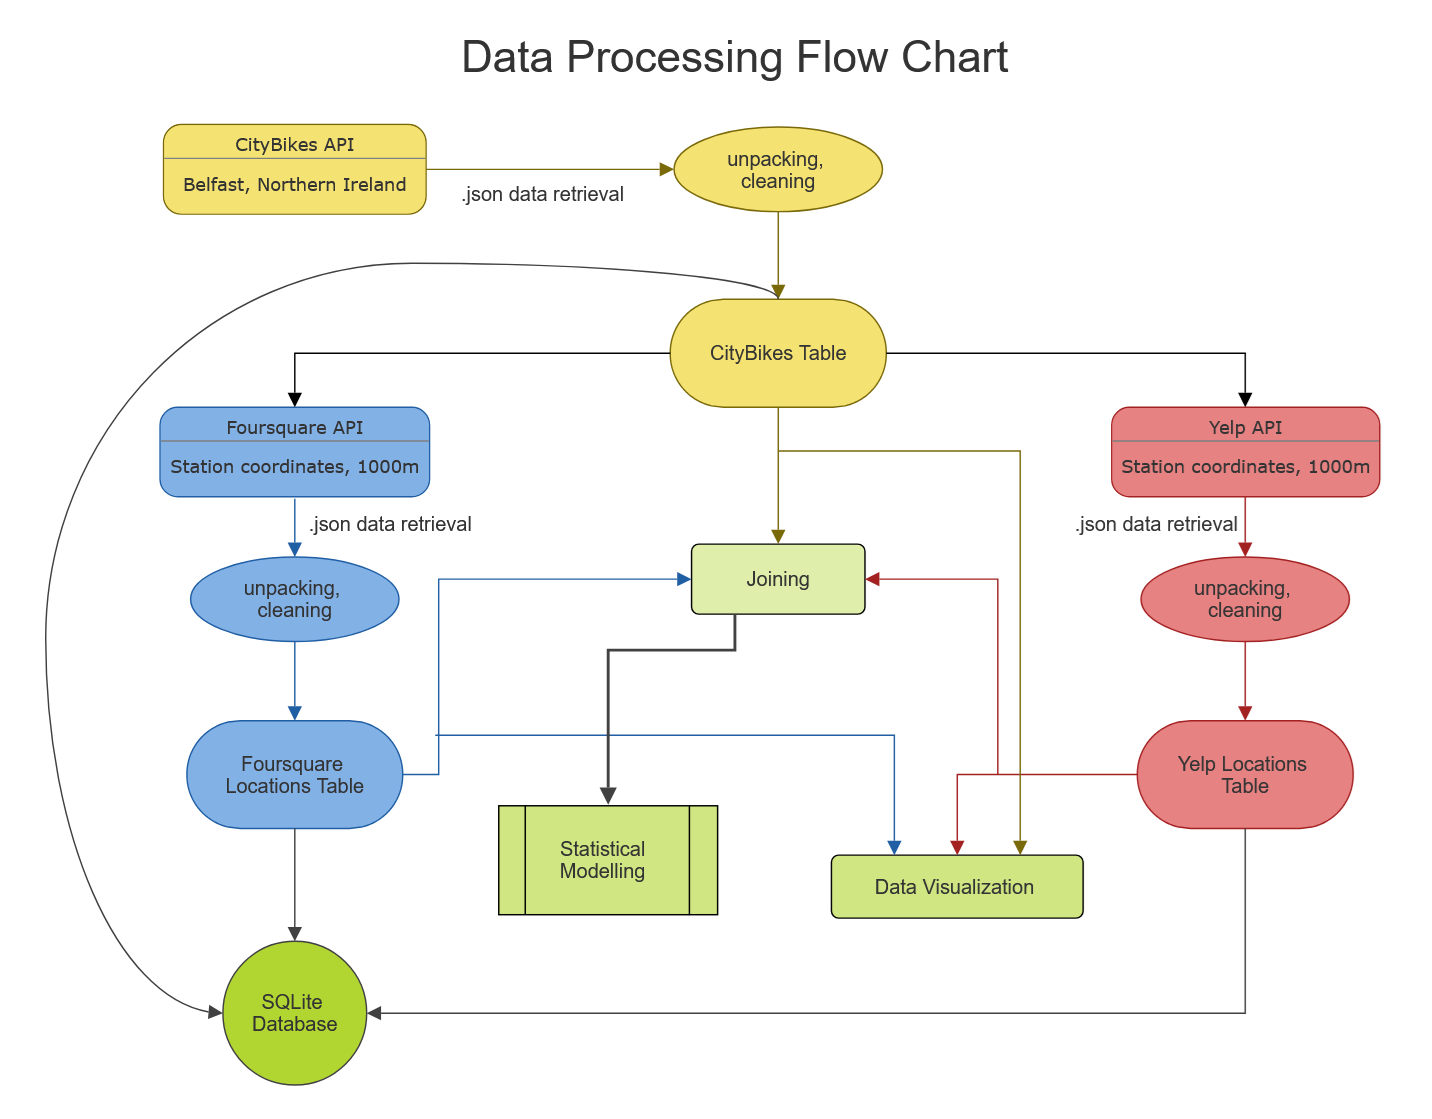 Data Processing Flow Chart
CityBikes API
Belfast, Northern Ireland
.json data retrieval
unpacking,
cleaning
CityBikes Table
Foursquare API
Station coordinates, 1000m
Yelp API
Station coordinates, 1000m
.json data retrieval
.json data retrieval
unpacking,
cleaning
Joining
unpacking,
cleaning
Foursquare
Locations Table
Yelp Locations
Table
Statistical
Modelling
Data Visualization
SQLite
Database